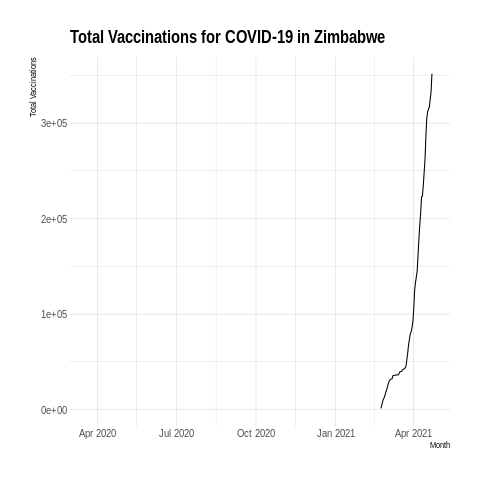 Total Vaccinations for COVID-19 in Zimbabwe
Total Vaccinations
3e+05
2e+05
1e+05
0e+00
Apr 2020 Jul 2020 Oct 2020 Jan 2021 Apr 2021
Month